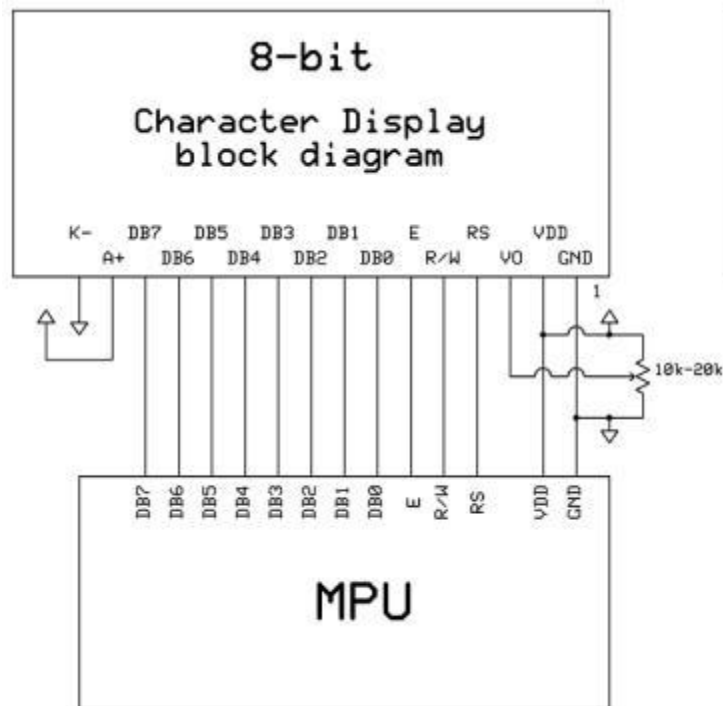 8-bit
Character Display
block diagram
K- DB7 DB5 DB3 DB1 E RS VDD
A+ DB6 DB4 DB2 DB0 R/W VO GND
1
10k-20k
DB7 DB6 DB5 DB4 DB3 DB2 DB1 DB0 E R/W RS VDD GND
MPU